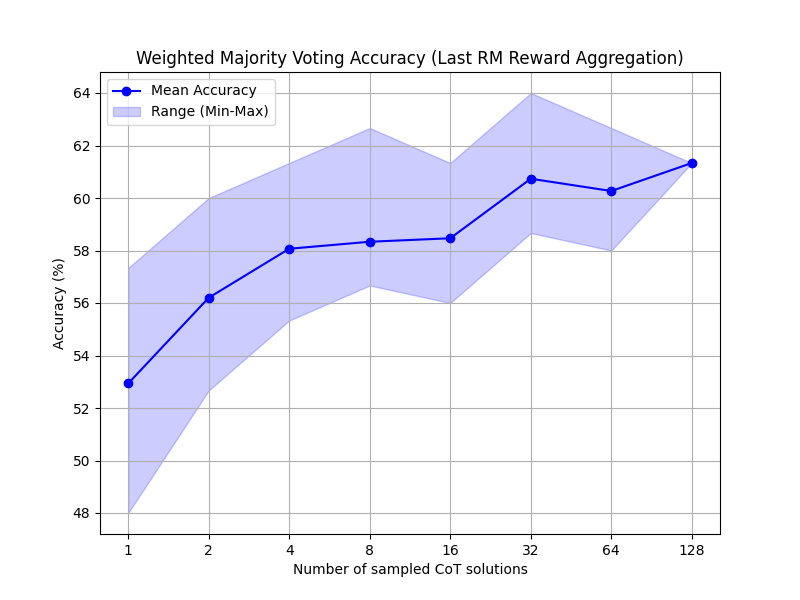 Weighted Majority Voting Accuracy (Last RM Reward Aggregation)
Mean Accuracy
Range (Min-Max)
Accuracy (%)
64
62
60
58
56
54
52
50
48
1 2 4 8 16 32 64 128
Number of sampled CoT solutions